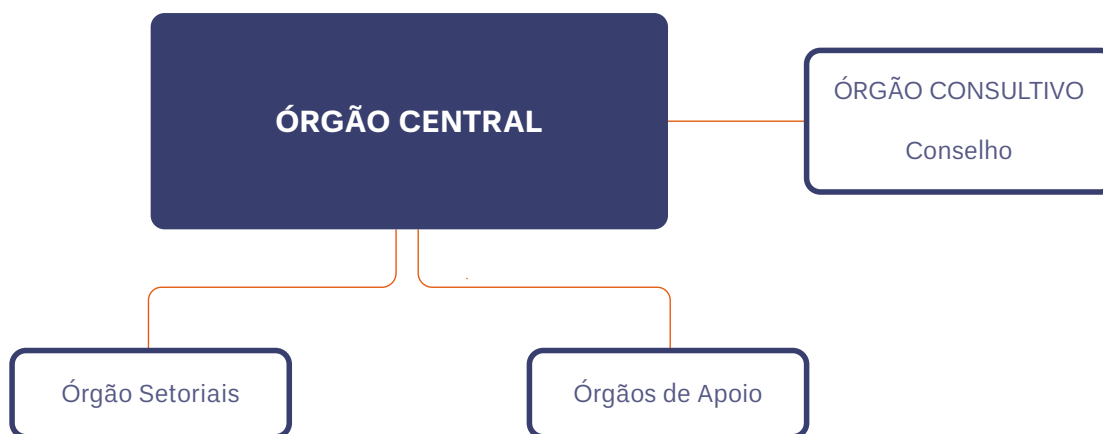 ÓRGÃO CENTRAL
ÓRGÃO CONSULTIVO
Conselho
Órgão Setoriais
Órgãos de Apoio